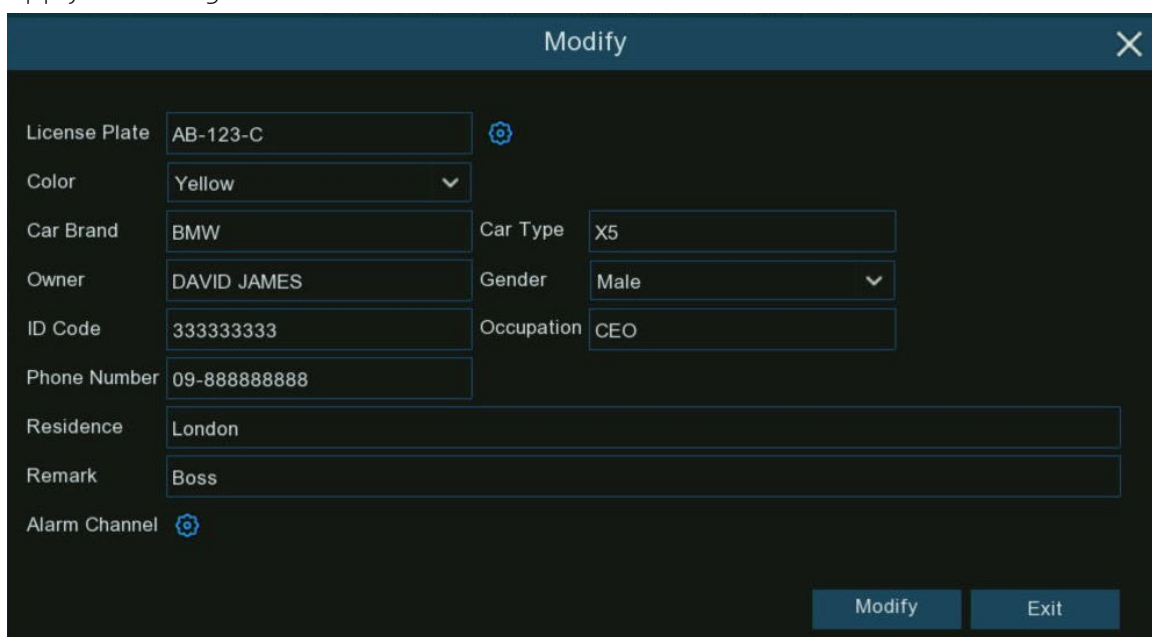 Modify
License Plate AB-123-C
Color Yellow
Car Brand BMW Car Type X5
Owner DAVID JAMES Gender Male
ID Code 333333333 Occupation CEO
Phone Number 09-888888888
Residence London
Remark Boss
Alarm Channel
Modify Exit